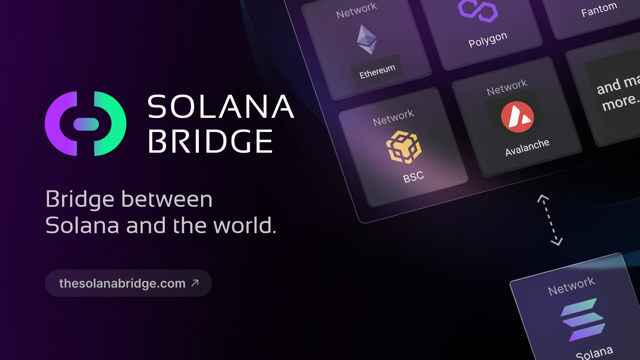 SOLANA
BRIDGE
Bridge between
Solana and the world.
thesolanabridge.com
Network
Ethereum
Polygon
Fantom
Network
BSC
Network
Avalanche
and ma
more.
Network
Solana